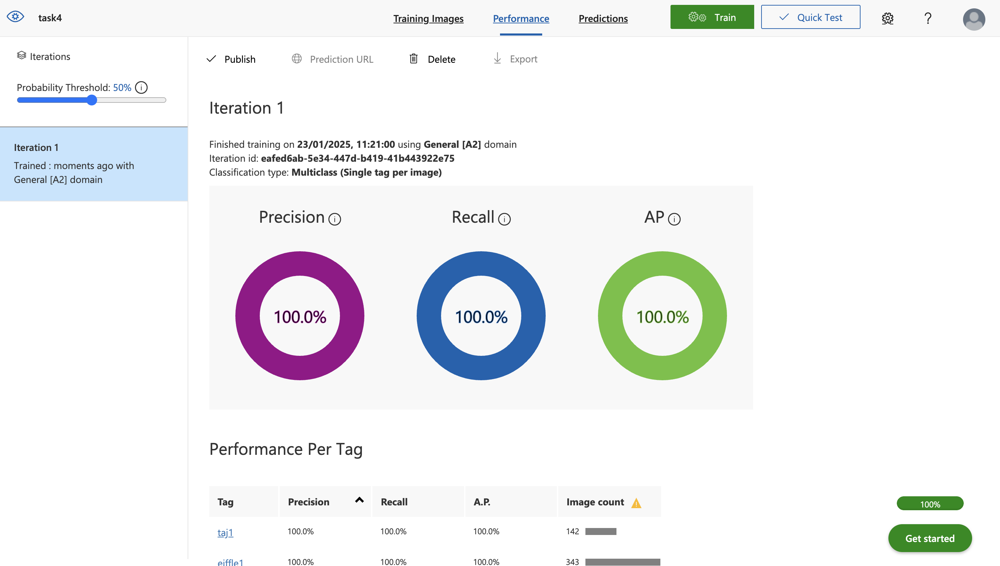 task4
Training Images
Performance
Predictions
Train
Quick Test
?
Iterations
Probability Threshold: 50%
Iteration 1
Trained : moments ago with
General [A2] domain
Publish
Prediction URL
Delete
Export
Iteration 1
Finished training on 23/01/2025, 11:21:00 using General [A2] domain
Iteration id: eafed6ab-5e34-447d-b419-41b443922e75
Classification type: Multiclass (Single tag per image)
Precision
Recall
AP
100.0%
100.0%
100.0%
Performance Per Tag
Tag Precision Recall A.P. Image count
taj1 100.0% 100.0% 100.0% 142
eiffle1 100.0% 100.0% 100.0% 343
100%
Get started